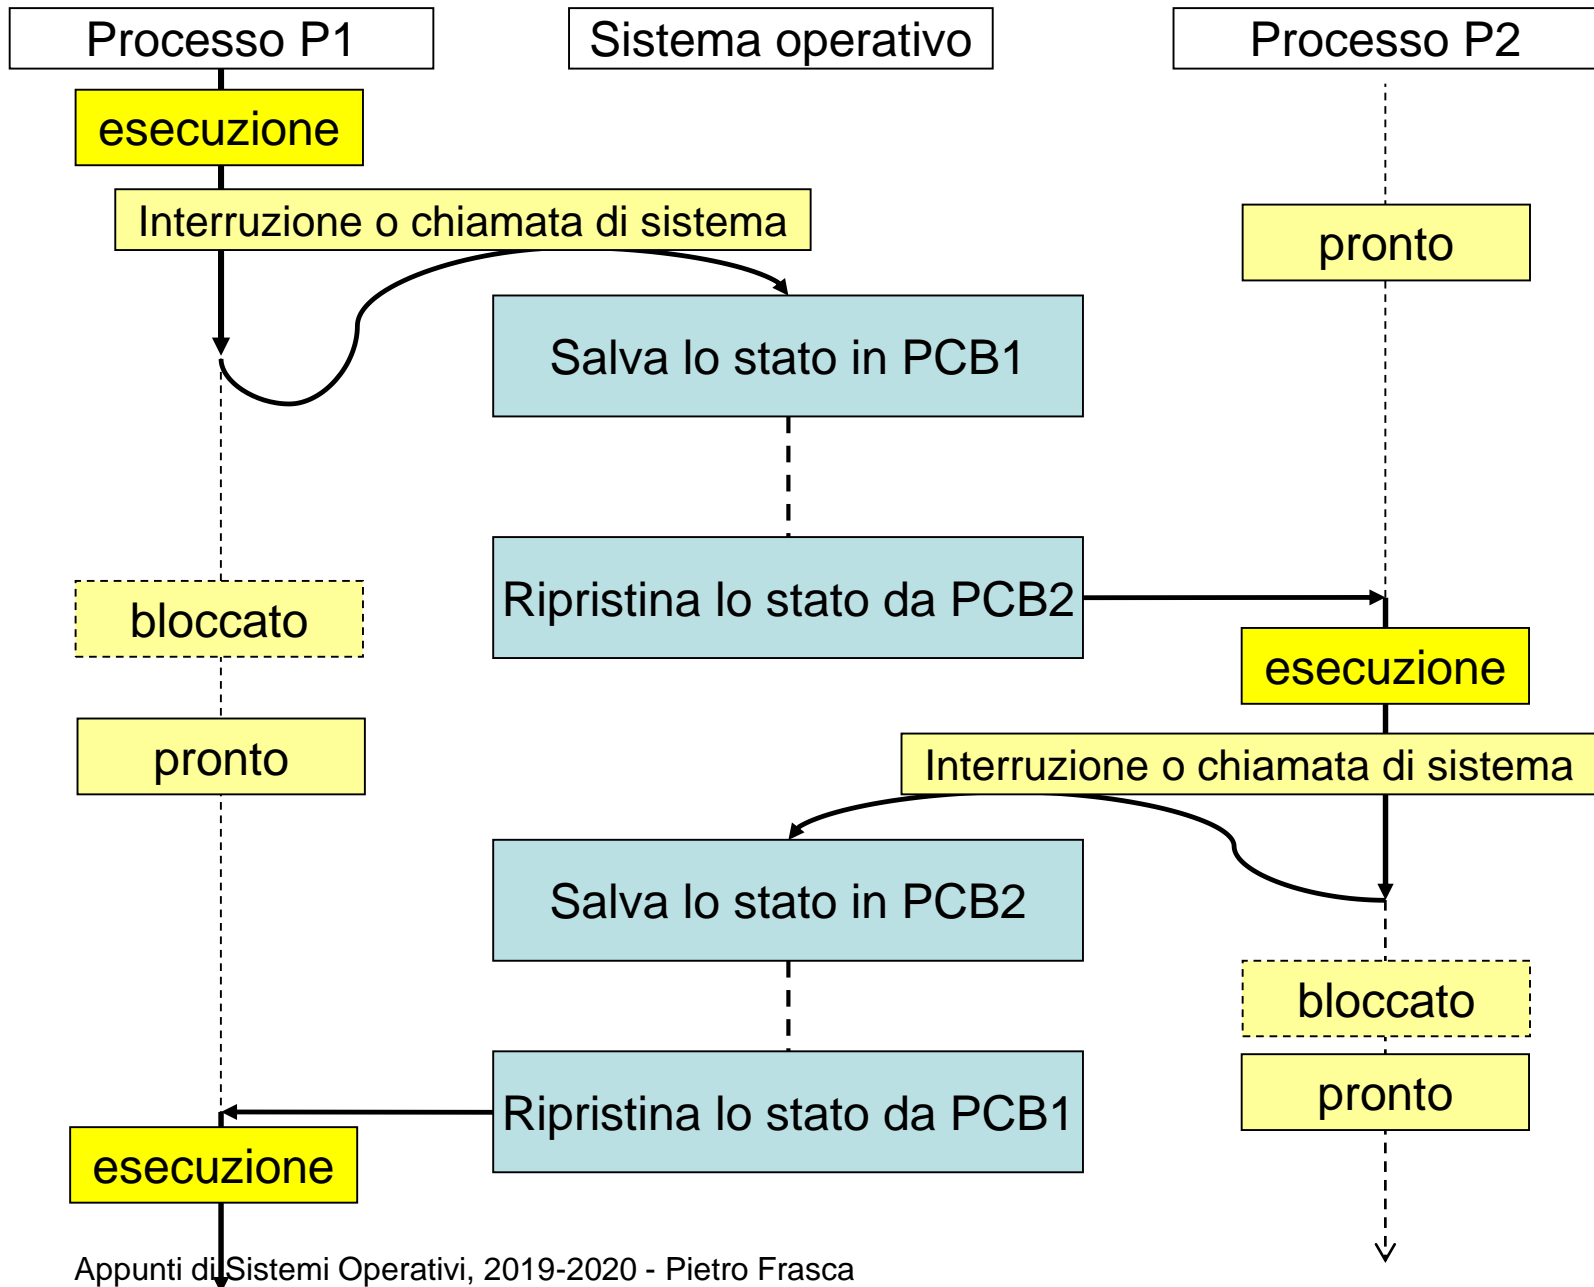 Processo P1
Sistema operativo
Processo P2
esecuzione
Interruzione o chiamata di sistema
pronto
Salva lo stato in PCB1
Ripristina lo stato da PCB2
bloccato
esecuzione
pronto
Interruzione o chiamata di sistema
Salva lo stato in PCB2
bloccato
Ripristina lo stato da PCB1
pronto
esecuzione
Appunti di Sistemi Operativi, 2019-2020 - Pietro Frasca